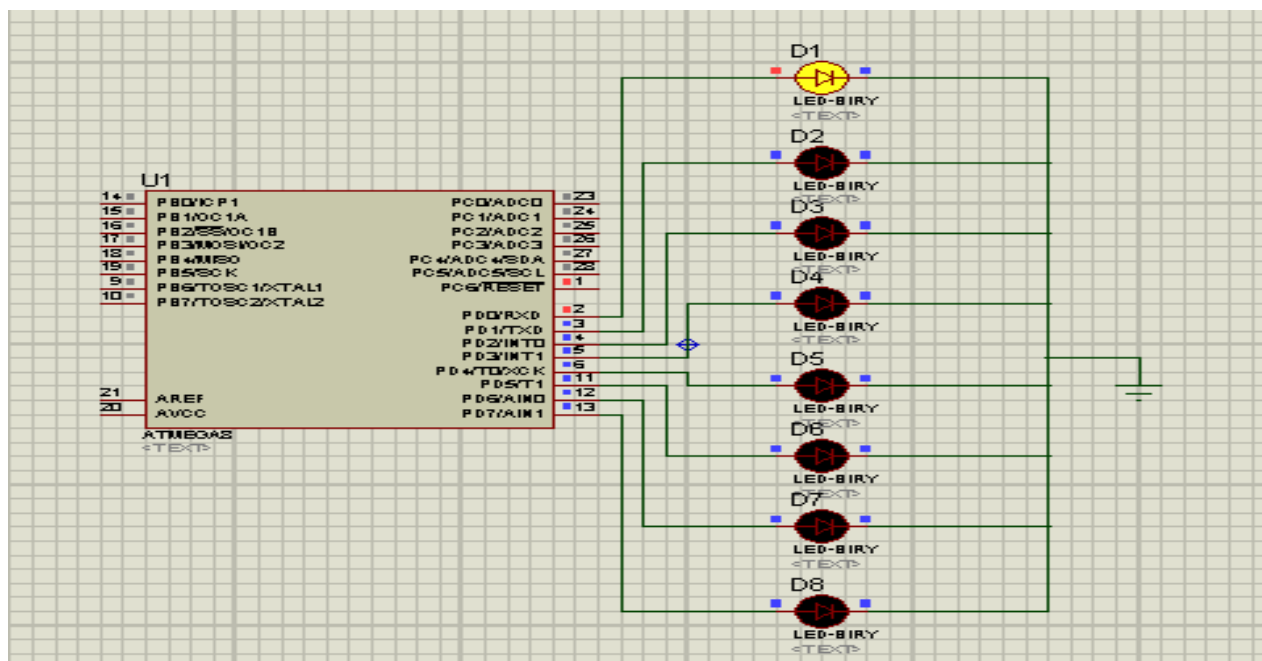 D1
LED-BIRY
<TEXT>
D2
LED-BIRY
<TEXT>
D3
LED-BIRY
<TEXT>
D4
LED-BIRY
<TEXT>
D5
LED-BIRY
<TEXT>
D6
LED-BIRY
<TEXT>
D7
LED-BIRY
<TEXT>
D8
LED-BIRY
<TEXT>
U1
14 PB0/ICP1 PC0/ADC0 23
15 PB1/OC1A PC1/ADC1 24
16 PB2/SS/OC1B PC2/ADC2 25
17 PB3/MOSI/OC2 PC3/ADC3 26
18 PB4/MISO PC4/ADC4/SDA 27
19 PB5/SCK PC5/ADC5/SCL 28
9 PB6/TOSC1/XTAL1 PC6/RESET 1
10 PB7/TOSC2/XTAL2
PD0/RXD 2
PD1/TXD 3
PD2/INT0 4
PD3/INT1 5
PD4/T0/XCK 6
PD5/T1 11
21 AREF PD6/AIN0 12
20 AVCC PD7/AIN1 13
ATMEGA8
<TEXT>